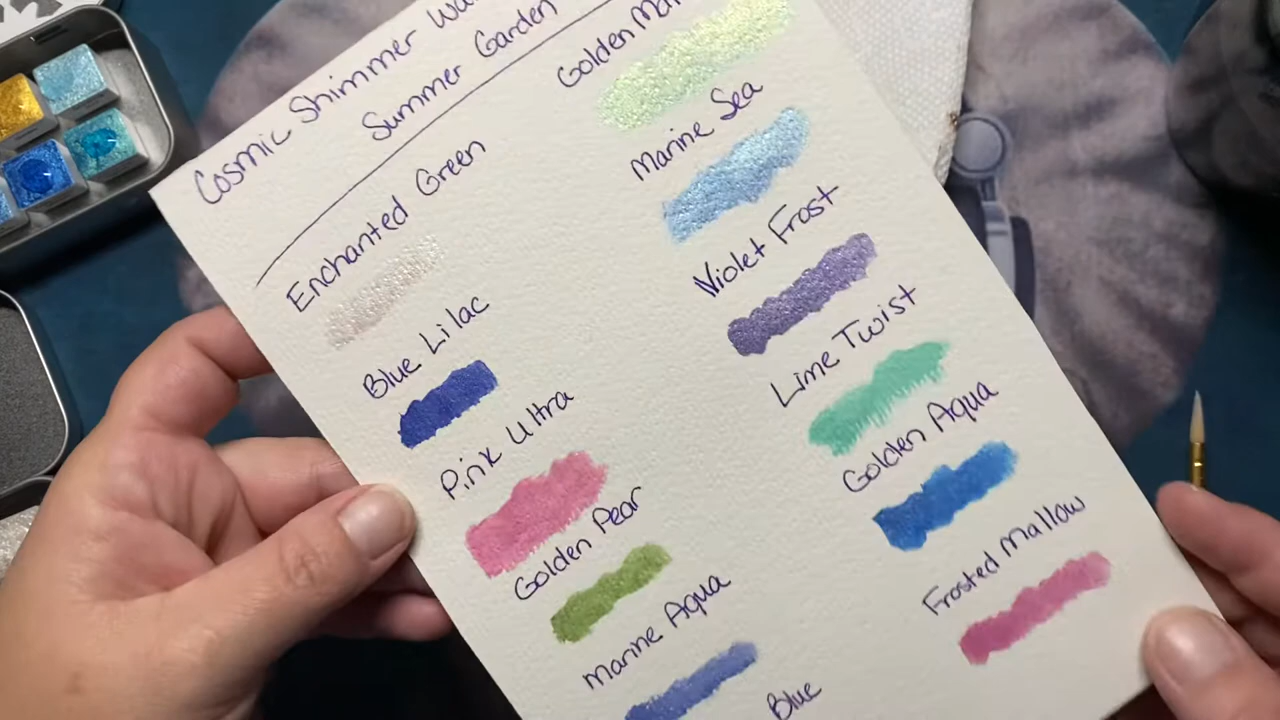 Cosmic Shimmer
Summer Garden
Enchanted Green
Blue Lilac
Pink Ultra
Golden Pear
Marine Aqua
Blue
Golden
Marine Sea
Violet Frost
Lime Twist
Golden Aqua
Frosted Mallow